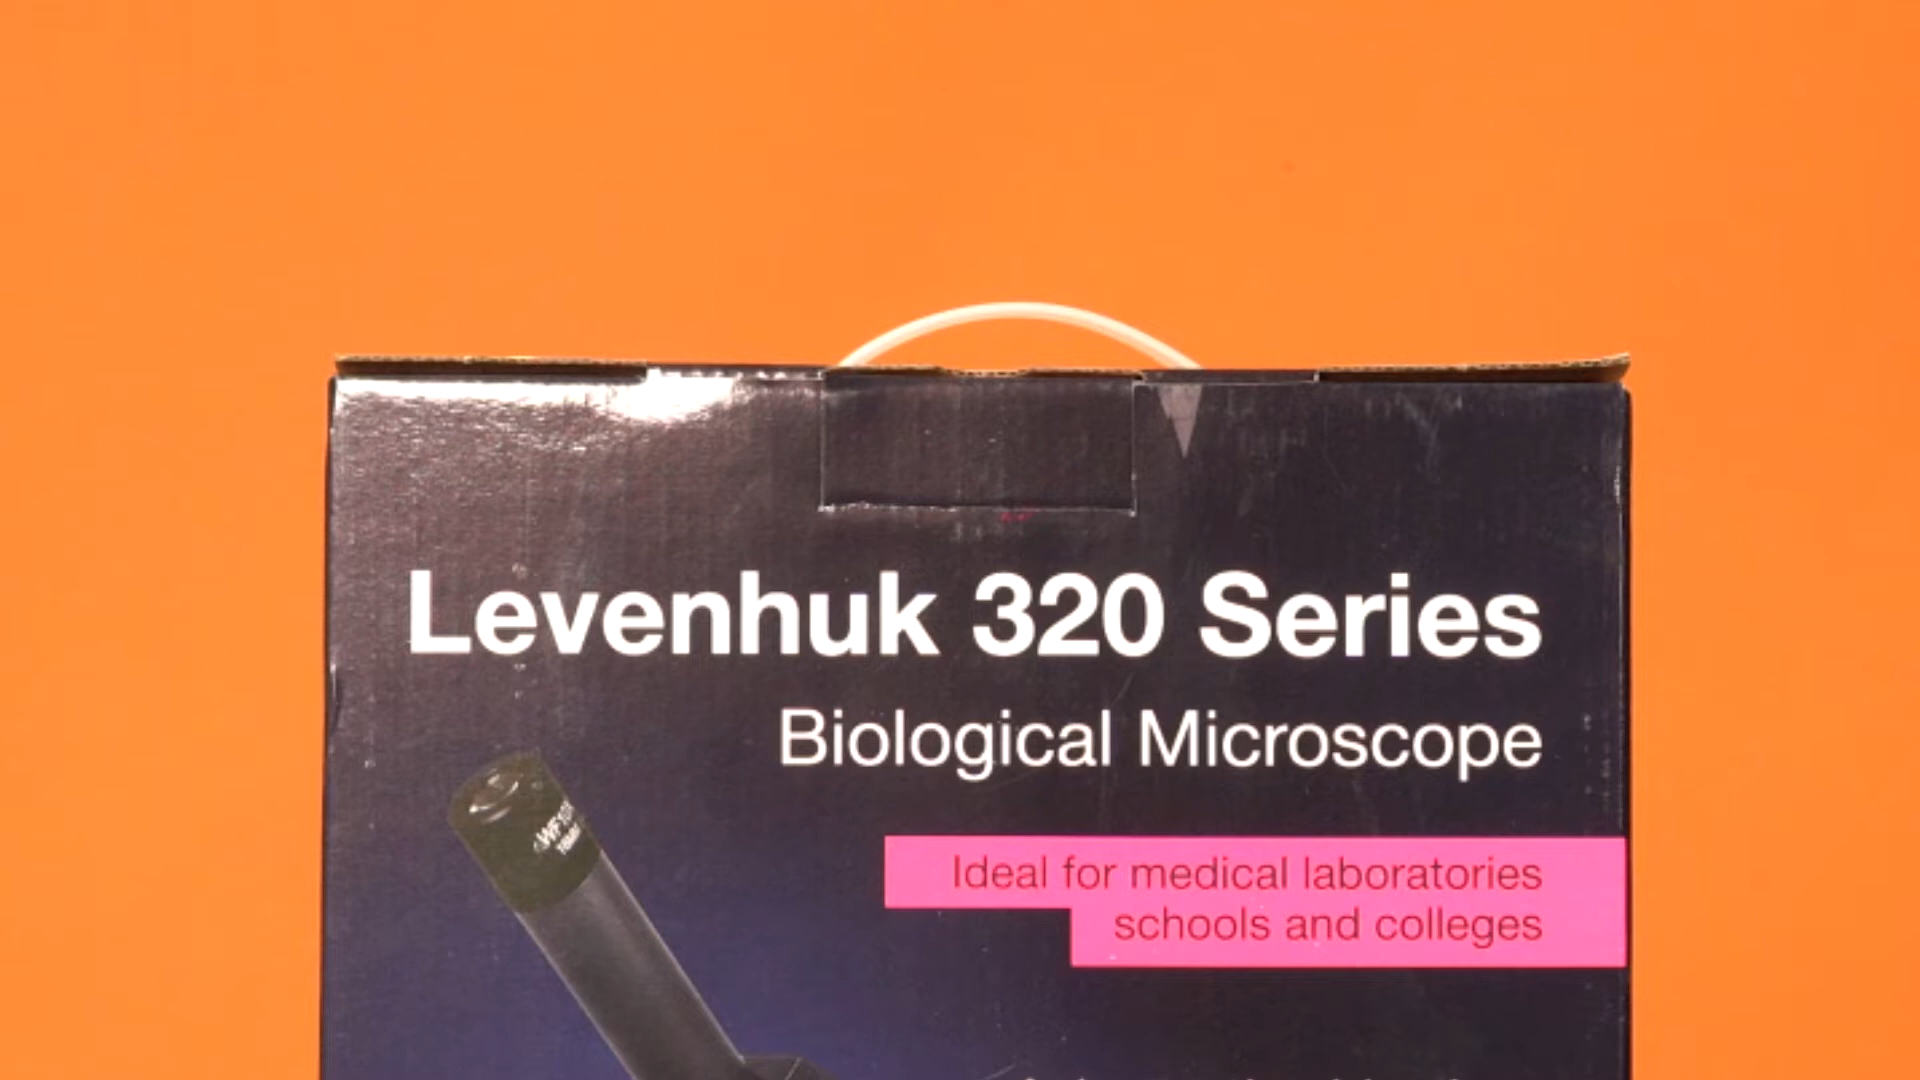 Levenhuk 320 Series
Biological Microscope
Ideal for medical laboratories
schools and colleges